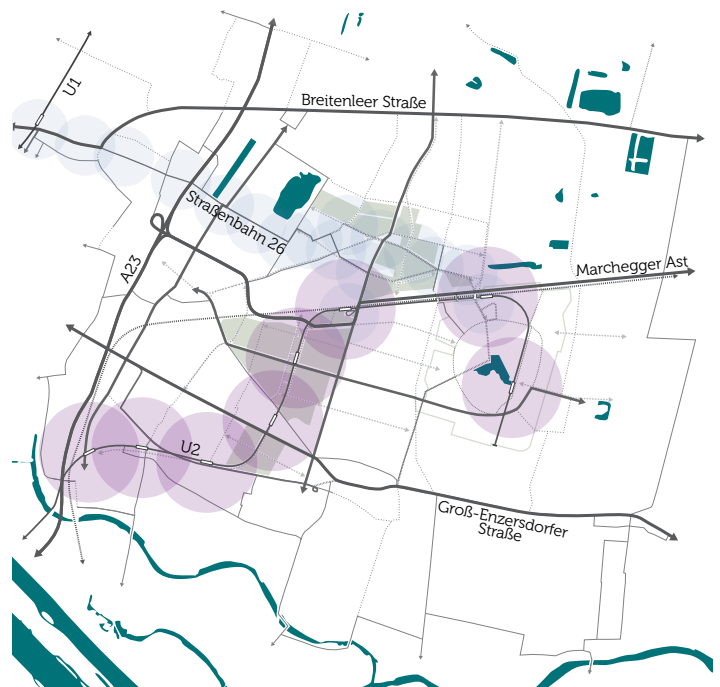 U1
Breitenleer Straße
Straßenbahn 26
A23
Marchegger Ast
U2
Groß-Enzersdorfer
Straße